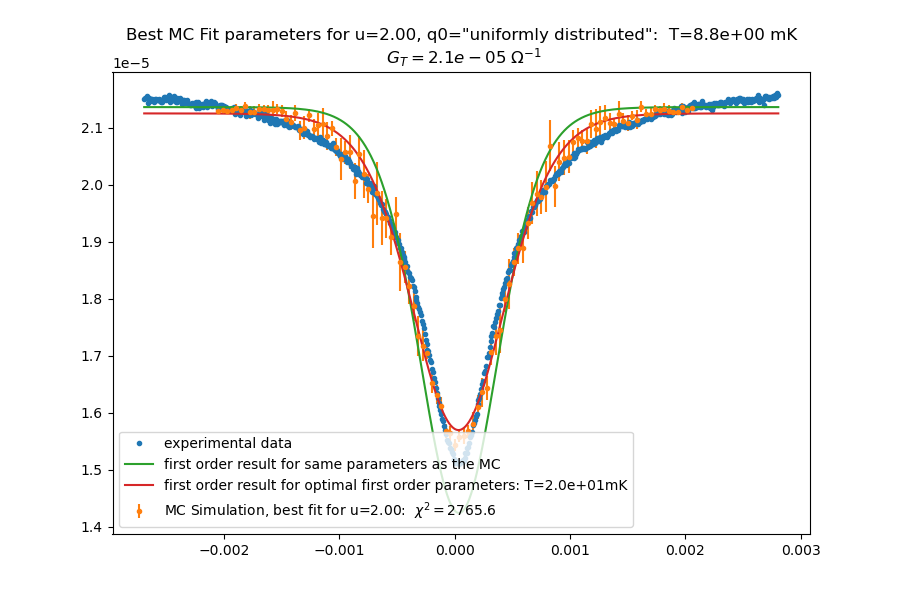 Best MC Fit parameters for u=2.00, q0="uniformly distributed":  T=8.8e+00 mK
G_T = 2.1e − 05 Ω⁻¹
1e−5
2.1
2.0
1.9
1.8
1.7
1.6
1.5
1.4
experimental data
first order result for same parameters as the MC
first order result for optimal first order parameters: T=2.0e+01mK
MC Simulation, best fit for u=2.00:  χ² = 2765.6
−0.002 −0.001 0.000 0.001 0.002 0.003